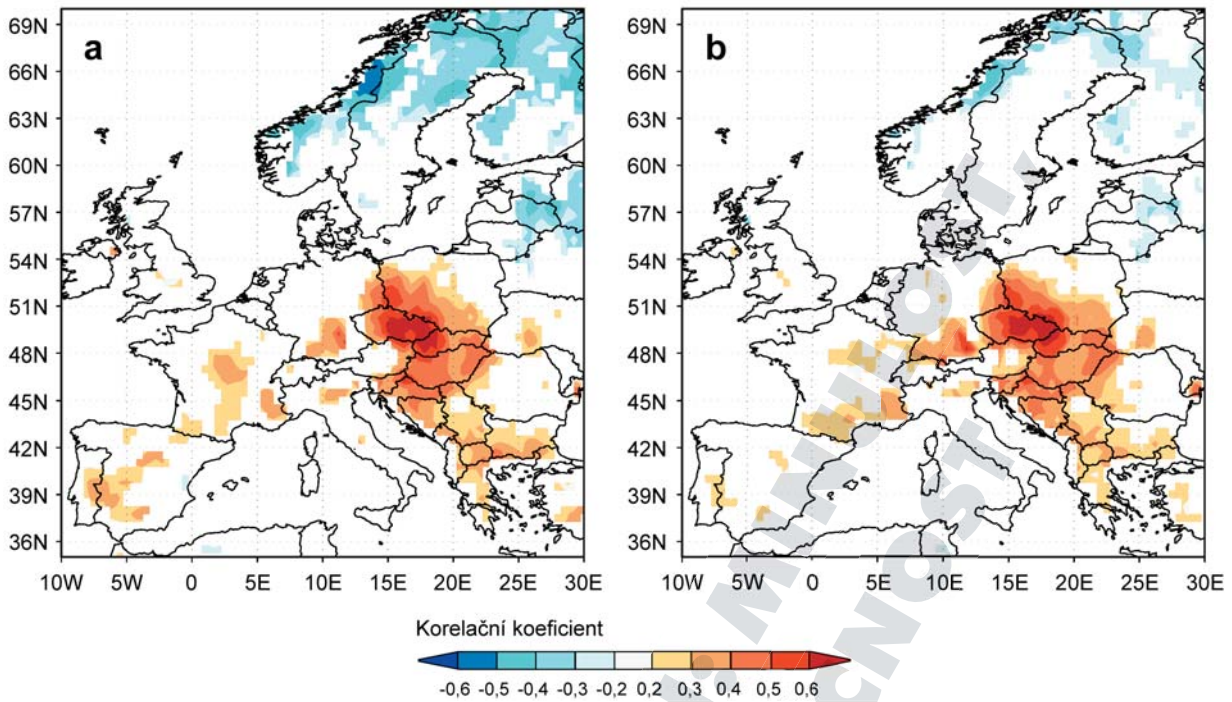 a
b
69N
66N
63N
60N
57N
54N
51N
48N
45N
42N
39N
36N
10W 5W 0 5E 10E 15E 20E 25E 30E
69N
66N
63N
60N
57N
54N
51N
48N
45N
42N
39N
36N
10W 5W 0 5E 10E 15E 20E 25E 30E
Korelační koeficient
-0,6 -0,5 -0,4 -0,3 -0,2 0,2 0,3 0,4 0,5 0,6
MINULOST,